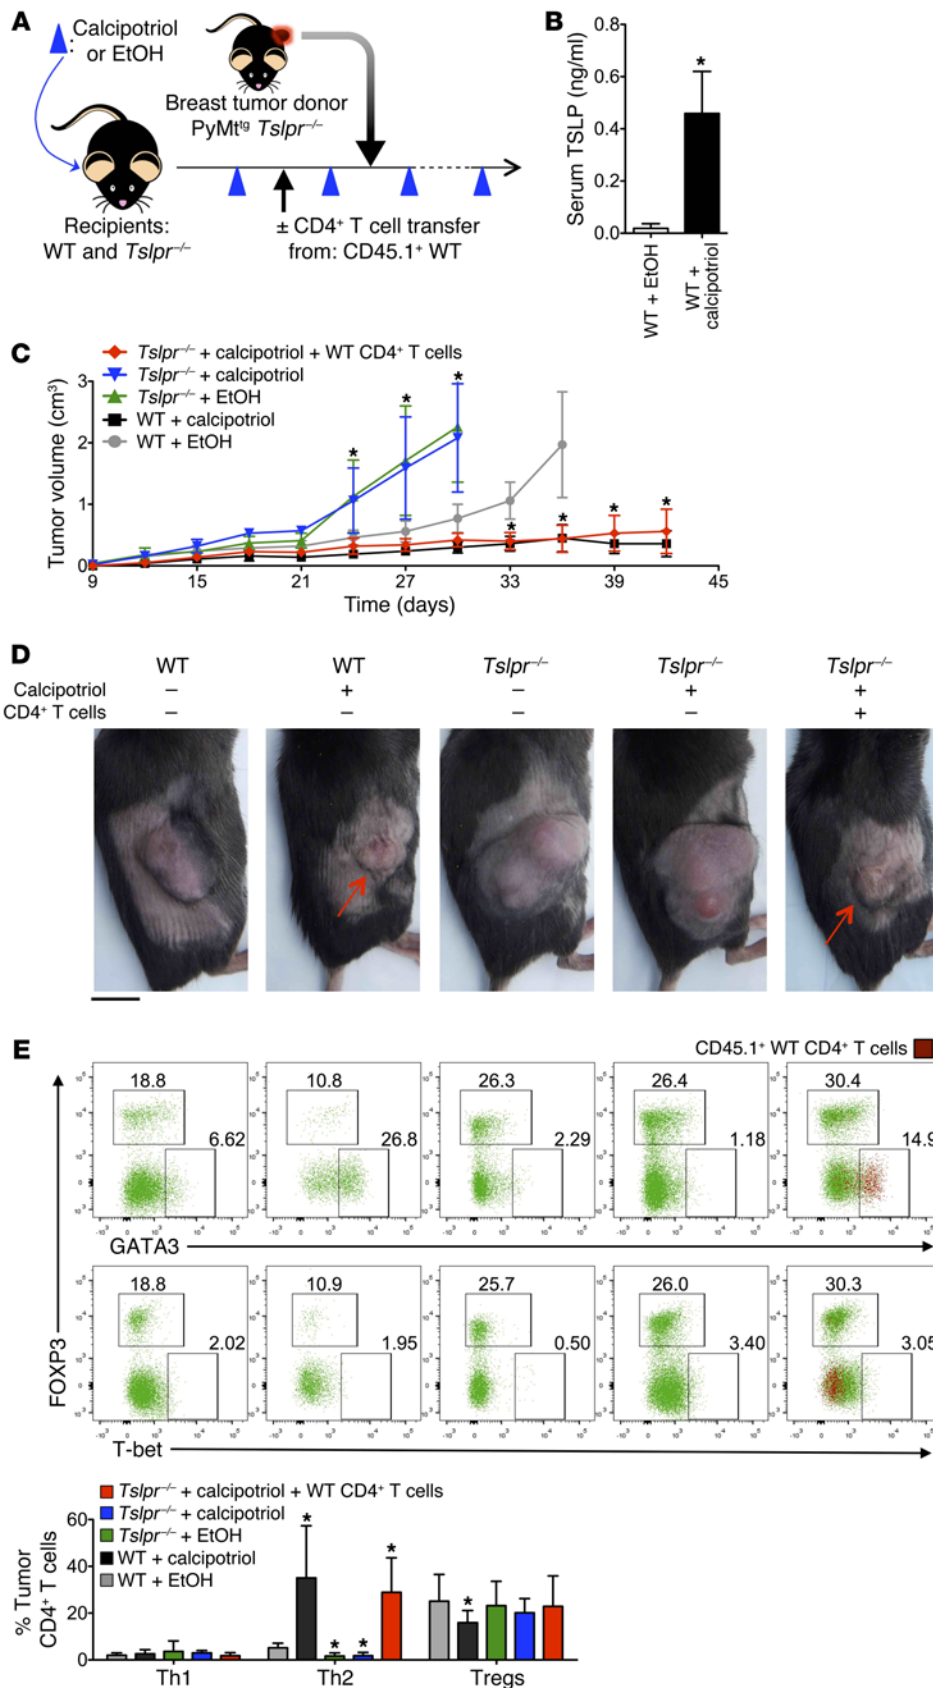 A
Calcipotriol
or EtOH
Breast tumor donor
PyMt^tg Tslpr^–/–
Recipients:
WT and Tslpr^–/–
± CD4⁺ T cell transfer
from: CD45.1⁺ WT
B
Serum TSLP (ng/ml)
0.8
0.6
0.4
0.2
0.0
*
WT + EtOH
WT +
calcipotriol
C
Tslpr^–/– + calcipotriol + WT CD4⁺ T cells
Tslpr^–/– + calcipotriol
Tslpr^–/– + EtOH
WT + calcipotriol
WT + EtOH
Tumor volume (cm³)
3
2
1
0
* * *
* * * *
9 15 21 27 33 39 45
Time (days)
D
WT WT Tslpr^–/– Tslpr^–/– Tslpr^–/–
Calcipotriol – + – + +
CD4⁺ T cells – – – – +
E
CD45.1⁺ WT CD4⁺ T cells
18.8 10.8 26.3 26.4 30.4
6.62 26.8 2.29 1.18 14.9
GATA3
18.8 10.9 25.7 26.0 30.3
2.02 1.95 0.50 3.40 3.05
FOXP3
T-bet
Tslpr^–/– + calcipotriol + WT CD4⁺ T cells
Tslpr^–/– + calcipotriol
Tslpr^–/– + EtOH
WT + calcipotriol
WT + EtOH
% Tumor
CD4⁺ T cells
60
40
20
0
* * * * *
Th1 Th2 Tregs